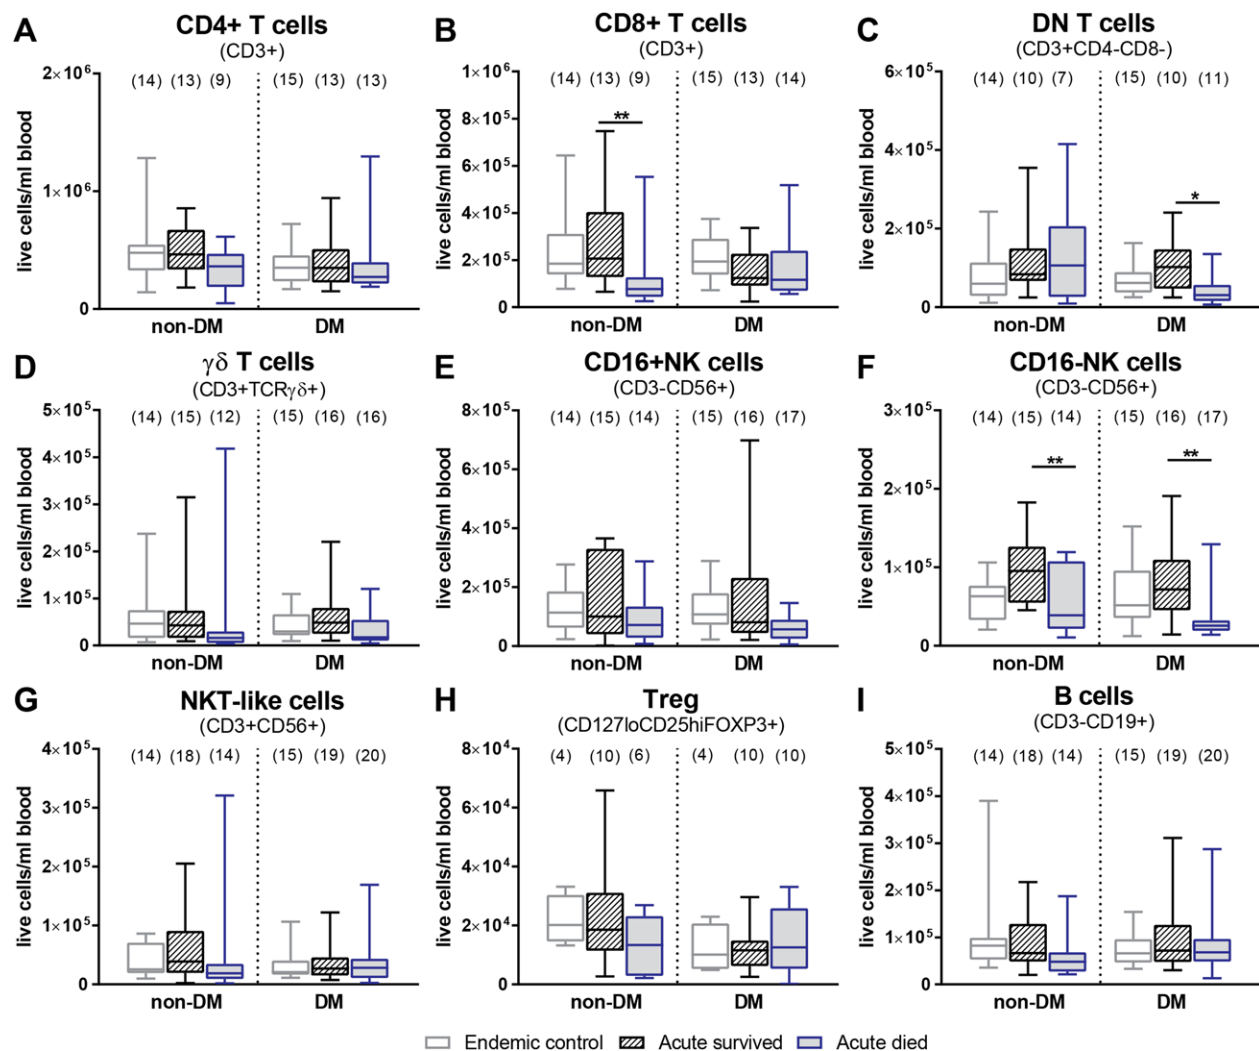 A CD4+ T cells
(CD3+)
live cells/ml blood
2×10⁶
1×10⁶
0
(14) (13) (9) (15) (13) (13)
non-DM DM
B CD8+ T cells
(CD3+)
live cells/ml blood
1×10⁶
8×10⁵
6×10⁵
4×10⁵
2×10⁵
0
(14) (13) (9) (15) (13) (14)
**
non-DM DM
C DN T cells
(CD3+CD4-CD8-)
live cells/ml blood
6×10⁵
4×10⁵
2×10⁵
0
(14) (10) (7) (15) (10) (11)
*
non-DM DM
D γδ T cells
(CD3+TCRγδ+)
live cells/ml blood
5×10⁵
4×10⁵
3×10⁵
2×10⁵
1×10⁵
0
(14) (15) (12) (15) (16) (16)
non-DM DM
E CD16+NK cells
(CD3-CD56+)
live cells/ml blood
8×10⁵
6×10⁵
4×10⁵
2×10⁵
0
(14) (15) (14) (15) (16) (17)
non-DM DM
F CD16-NK cells
(CD3-CD56+)
live cells/ml blood
3×10⁵
2×10⁵
1×10⁵
0
(14) (15) (14) (15) (16) (17)
** **
non-DM DM
G NKT-like cells
(CD3+CD56+)
live cells/ml blood
4×10⁵
3×10⁵
2×10⁵
1×10⁵
0
(14) (18) (14) (15) (19) (20)
non-DM DM
H Treg
(CD127loCD25hiFOXP3+)
live cells/ml blood
8×10⁴
6×10⁴
4×10⁴
2×10⁴
0
(4) (10) (6) (4) (10) (10)
non-DM DM
I B cells
(CD3-CD19+)
live cells/ml blood
5×10⁵
4×10⁵
3×10⁵
2×10⁵
1×10⁵
0
(14) (18) (14) (15) (19) (20)
non-DM DM
Endemic control Acute survived Acute died